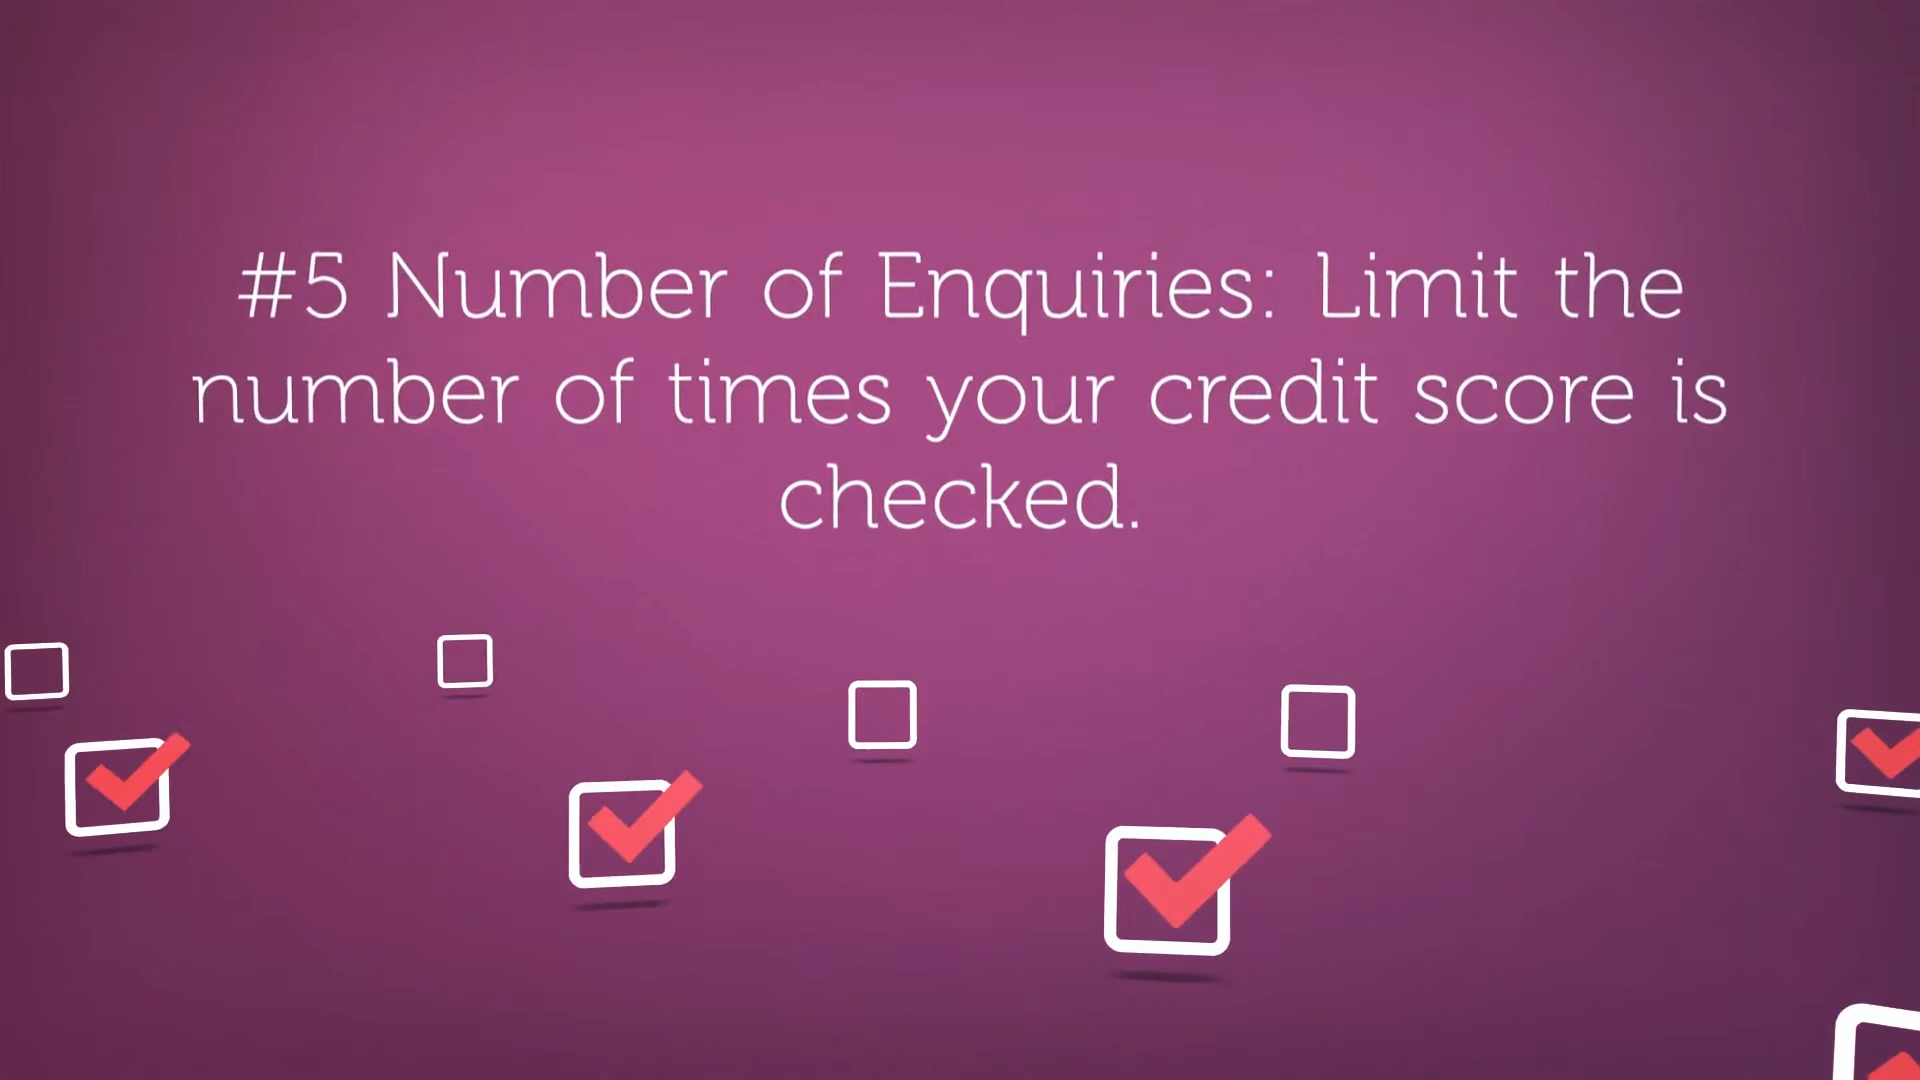 #5 Number of Enquiries: Limit the
number of times your credit score is
checked.